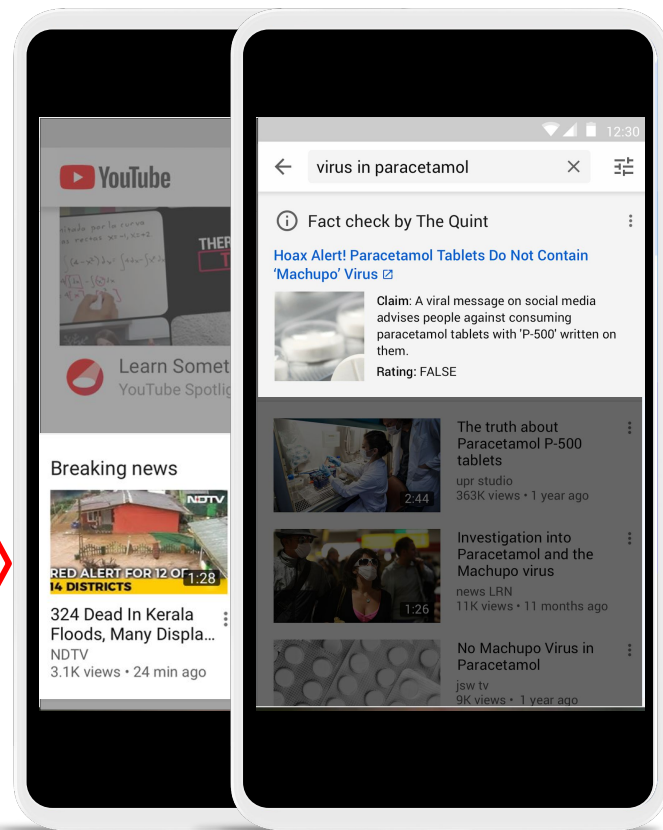 YouTube
THER
T
Learn Somet
YouTube Spotlig
Breaking news
NDTV
RED ALERT FOR 12 OF
14 DISTRICTS
1:28
324 Dead In Kerala
Floods, Many Displa...
NDTV
3.1K views • 24 min ago
12:30
virus in paracetamol
Fact check by The Quint
Hoax Alert! Paracetamol Tablets Do Not Contain
‘Machupo’ Virus
Claim: A viral message on social media
advises people against consuming
paracetamol tablets with 'P-500' written on
them.
Rating: FALSE
2:44
The truth about
Paracetamol P-500
tablets
upr studio
363K views • 1 year ago
1:26
Investigation into
Paracetamol and the
Machupo virus
news LRN
11K views • 11 months ago
No Machupo Virus in
Paracetamol
jsw tv
9K views • 1 year ago